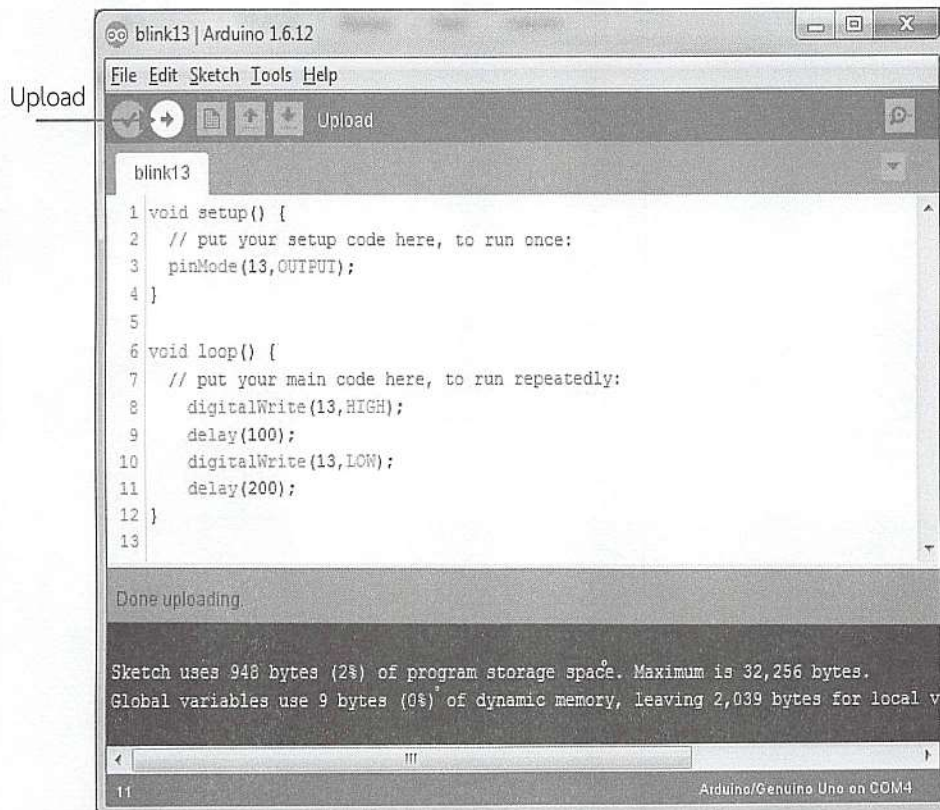 blink13 | Arduino 1.6.12
File Edit Sketch Tools Help
Upload
Upload
blink13
1 void setup() {
2 // put your setup code here, to run once:
3 pinMode(13,OUTPUT);
4 }
5
6 void loop() {
7 // put your main code here, to run repeatedly:
8 digitalWrite(13,HIGH);
9 delay(100);
10 digitalWrite(13,LOW);
11 delay(200);
12 }
13
Done uploading.
Sketch uses 948 bytes (2%) of program storage space. Maximum is 32,256 bytes.
Global variables use 9 bytes (0%) of dynamic memory, leaving 2,039 bytes for local v
11
Arduino/Genuino Uno on COM4